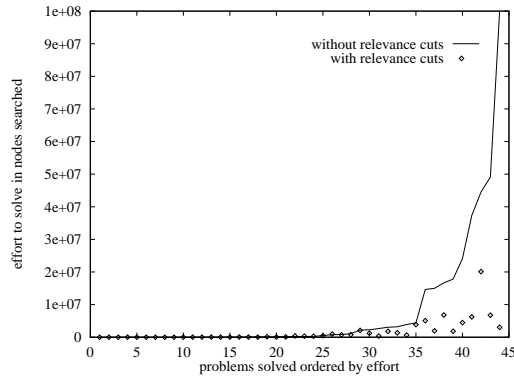 1e+08
9e+07
8e+07
7e+07
6e+07
5e+07
4e+07
3e+07
2e+07
1e+07
0
effort to solve in nodes searched
without relevance cuts
with relevance cuts
0 5 10 15 20 25 30 35 40 45
problems solved ordered by effort